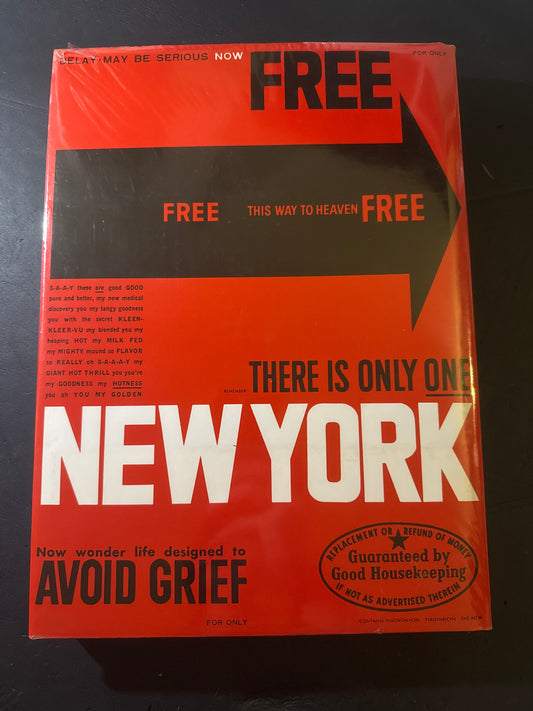 DELAY MAY BE SERIOUS NOW FREE FOR ONLY
FREE THIS WAY TO HEAVEN FREE
S-A-A-Y these are good GOOD
pure and better, my new medical
discovery you my tangy goodness
you with the secret KLEEN-
KLEER-VU my blended you my
heaping HOT my MILK FED
my MIGHTY mound so FLAVOR
so REALLY oh S-A-A-A-Y my
GIANT HOT THRILL you you're
my GOODNESS my HOTNESS
you oh YOU MY GOLDEN
REMEMBER THERE IS ONLY ONE
NEW YORK
Now wonder life designed to
AVOID GRIEF
FOR ONLY
REPLACEMENT OR REFUND OF MONEY
Guaranteed by
Good Housekeeping
IF NOT AS ADVERTISED THEREIN
CONTAINS